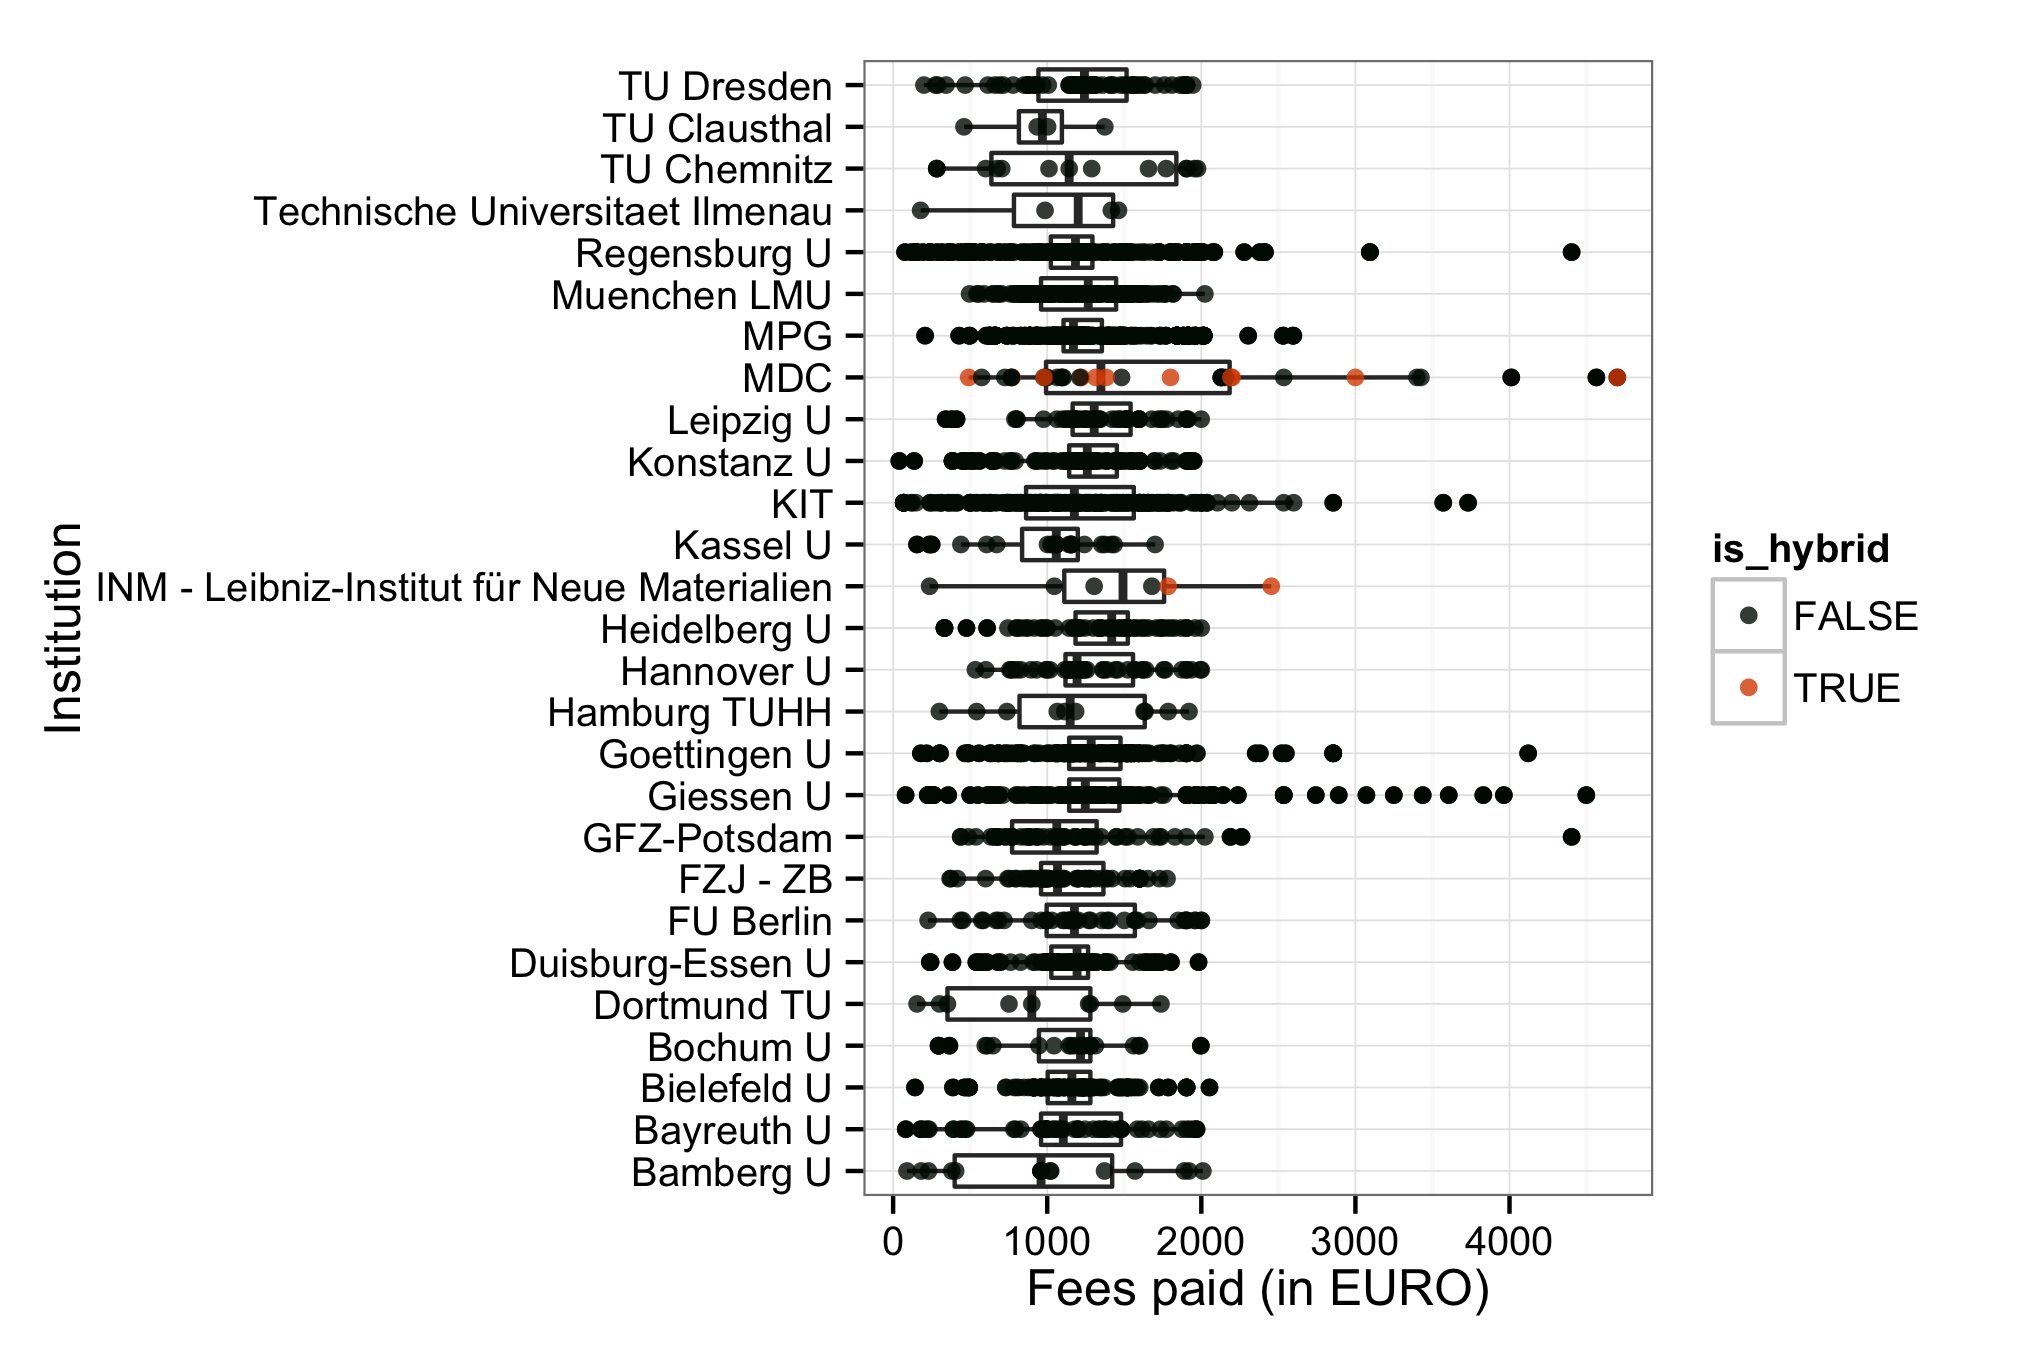 TU Dresden
TU Clausthal
TU Chemnitz
Technische Universitaet Ilmenau
Regensburg U
Muenchen LMU
MPG
MDC
Leipzig U
Konstanz U
KIT
Kassel U
INM - Leibniz-Institut für Neue Materialien
Heidelberg U
Hannover U
Hamburg TUHH
Goettingen U
Giessen U
GFZ-Potsdam
FZJ - ZB
FU Berlin
Duisburg-Essen U
Dortmund TU
Bochum U
Bielefeld U
Bayreuth U
Bamberg U
Institution
0 1000 2000 3000 4000
Fees paid (in EURO)
is_hybrid
FALSE
TRUE